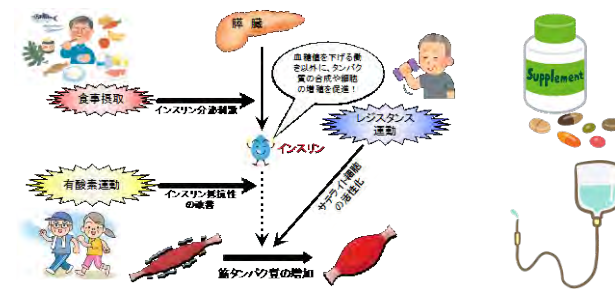 膵 臓
血糖値を下げる働
き以外に、タンパク
質の合成や細胞
の増殖を促進！
食事摂取
インスリン分泌刺激
レジスタンス
運動
インスリン
有酸素運動
インスリン抵抗性
の改善
サテライト細胞
の活性化
筋タンパク質の増加
Supplement